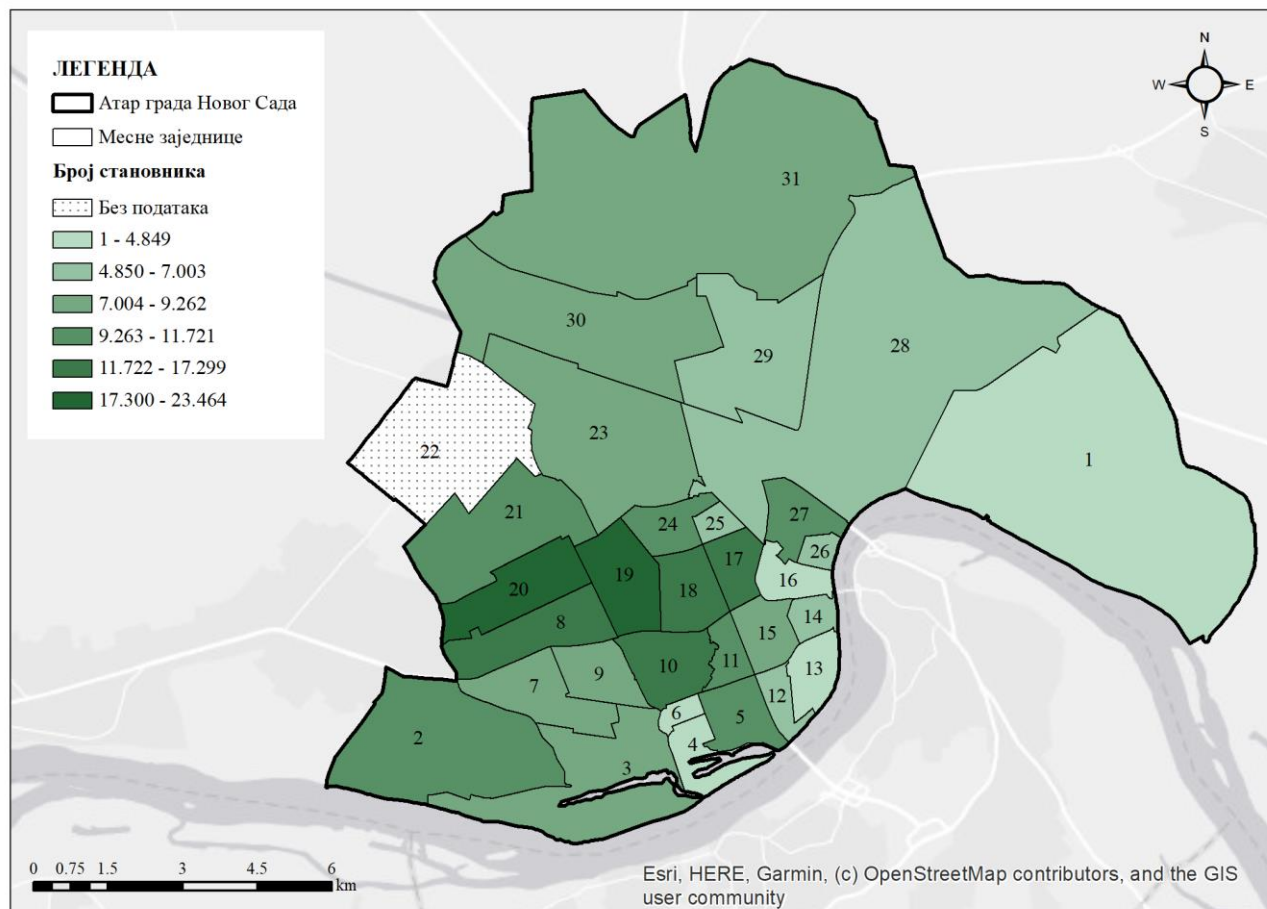 ЛЕГЕНДА
Атар града Новог Сада
Месне заједнице
Број становника
Без података
1 - 4.849
4.850 - 7.003
7.004 - 9.262
9.263 - 11.721
11.722 - 17.299
17.300 - 23.464
N
W E
S
31
30
29
28
23
22
1
21
24
25
27
26
20
19
18
17
16
8
15
14
13
7
9
10
11
12
2
6
5
4
3
0 0.75 1.5 3 4.5 6
km
Esri, HERE, Garmin, (c) OpenStreetMap contributors, and the GIS
user community